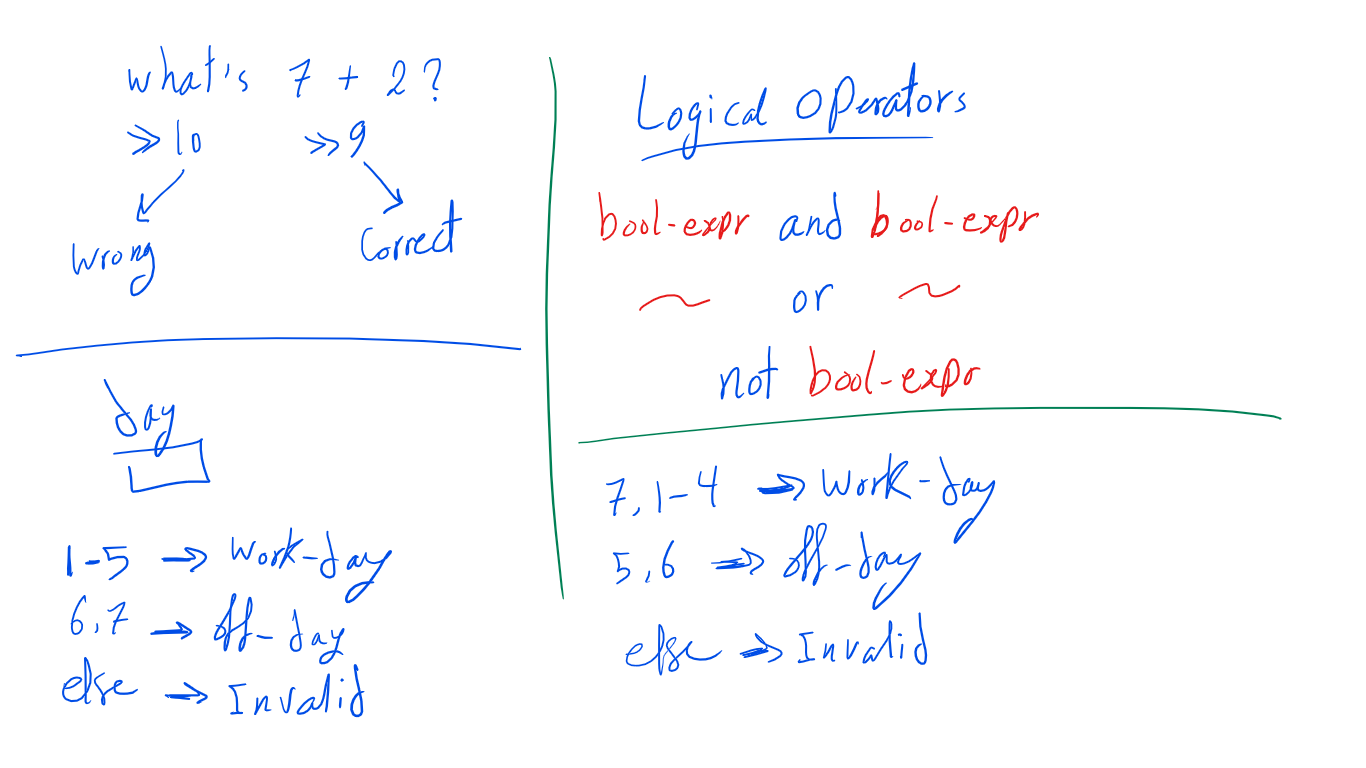 what's 7 + 2 ?
>> 10 >> 9
wrong correct
day
1-5 → work-day
6,7 → off-day
else → Invalid
Logical Operators
bool-expr and bool-expr
~ or ~
not bool-expr
7, 1-4 → work-day
5,6 → off-day
else → Invalid